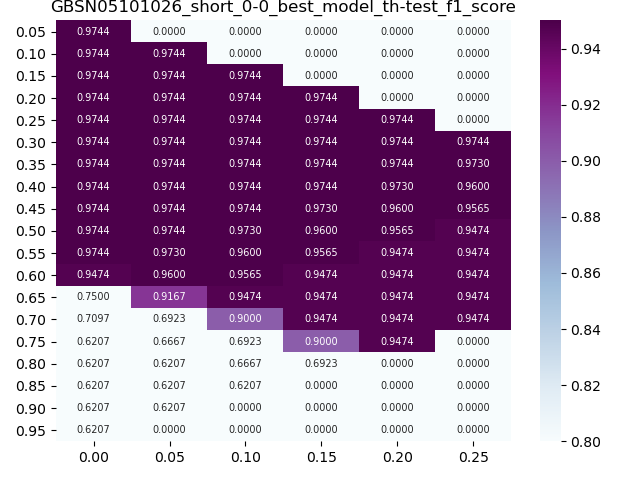 GBSN05101026_short_0-0_best_model_th-test_f1_score
0.05 0.9744 0.0000 0.0000 0.0000 0.0000 0.0000
0.10 0.9744 0.9744 0.0000 0.0000 0.0000 0.0000
0.15 0.9744 0.9744 0.9744 0.0000 0.0000 0.0000
0.20 0.9744 0.9744 0.9744 0.9744 0.0000 0.0000
0.25 0.9744 0.9744 0.9744 0.9744 0.9744 0.0000
0.30 0.9744 0.9744 0.9744 0.9744 0.9744 0.9744
0.35 0.9744 0.9744 0.9744 0.9744 0.9744 0.9730
0.40 0.9744 0.9744 0.9744 0.9744 0.9730 0.9600
0.45 0.9744 0.9744 0.9744 0.9730 0.9600 0.9565
0.50 0.9744 0.9744 0.9730 0.9600 0.9565 0.9474
0.55 0.9744 0.9730 0.9600 0.9565 0.9474 0.9474
0.60 0.9474 0.9600 0.9565 0.9474 0.9474 0.9474
0.65 0.7500 0.9167 0.9474 0.9474 0.9474 0.9474
0.70 0.7097 0.6923 0.9000 0.9474 0.9474 0.9474
0.75 0.6207 0.6667 0.6923 0.9000 0.9474 0.0000
0.80 0.6207 0.6207 0.6667 0.6923 0.0000 0.0000
0.85 0.6207 0.6207 0.6207 0.0000 0.0000 0.0000
0.90 0.6207 0.6207 0.0000 0.0000 0.0000 0.0000
0.95 0.6207 0.0000 0.0000 0.0000 0.0000 0.0000
0.00 0.05 0.10 0.15 0.20 0.25
0.94
0.92
0.90
0.88
0.86
0.84
0.82
0.80